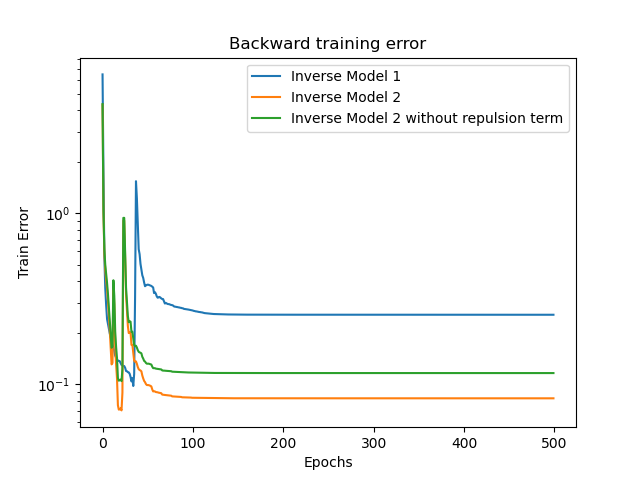 Backward training error
Inverse Model 1
Inverse Model 2
Inverse Model 2 without repulsion term
Train Error
10⁰
10⁻¹
0 100 200 300 400 500
Epochs